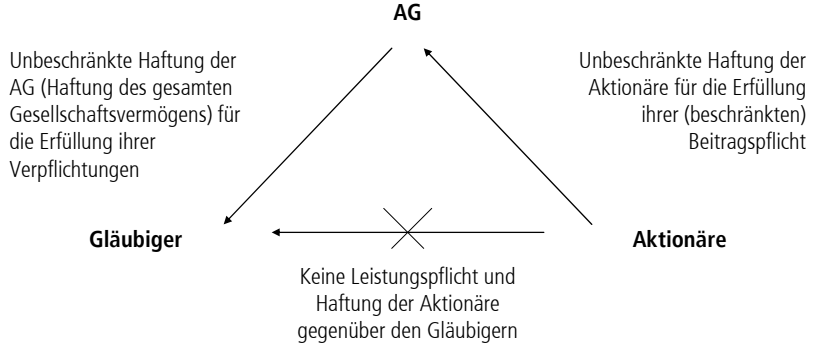 AG
Unbeschränkte Haftung der
AG (Haftung des gesamten
Gesellschaftsvermögens) für
die Erfüllung ihrer
Verpflichtungen
Unbeschränkte Haftung der
Aktionäre für die Erfüllung
ihrer (beschränkten)
Beitragspflicht
Gläubiger
Aktionäre
Keine Leistungspflicht und
Haftung der Aktionäre
gegenüber den Gläubigern